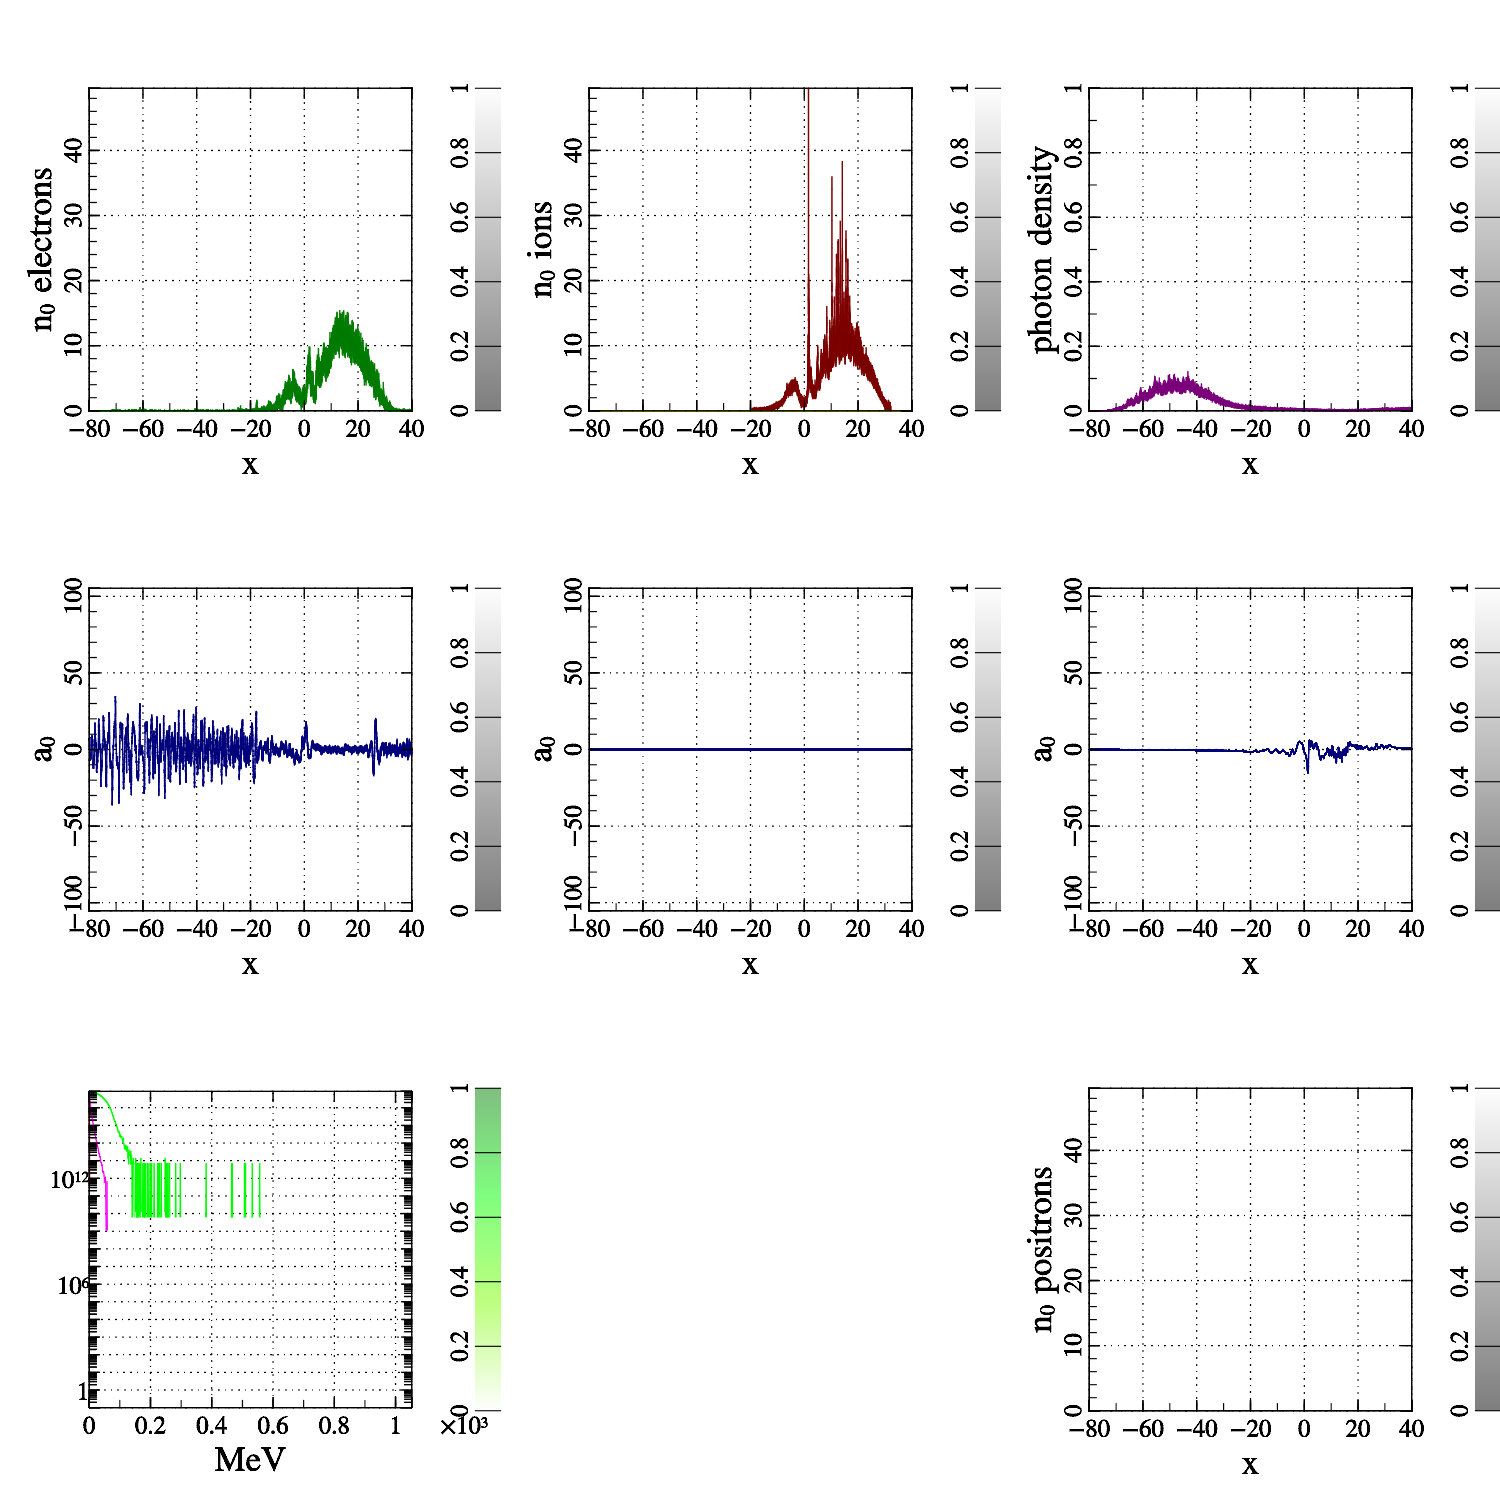 n₀ electrons
0 10 20 30 40
−80 −60 −40 −20 0 20 40
x
0 0.2 0.4 0.6 0.8 1
n₀ ions
0 10 20 30 40
−80 −60 −40 −20 0 20 40
x
0 0.2 0.4 0.6 0.8 1
photon density
0 0.2 0.4 0.6 0.8 1
−80 −60 −40 −20 0 20 40
x
0 0.2 0.4 0.6 0.8 1
a₀
−100 −50 0 50 100
−80 −60 −40 −20 0 20 40
x
0 0.2 0.4 0.6 0.8 1
a₀
−100 −50 0 50 100
−80 −60 −40 −20 0 20 40
x
0 0.2 0.4 0.6 0.8 1
a₀
−100 −50 0 50 100
−80 −60 −40 −20 0 20 40
x
0 0.2 0.4 0.6 0.8 1
10¹²
10⁶
1
0 0.2 0.4 0.6 0.8 1
×10³
MeV
0 0.2 0.4 0.6 0.8 1
n₀ positrons
0 10 20 30 40
−80 −60 −40 −20 0 20 40
x
0 0.2 0.4 0.6 0.8 1